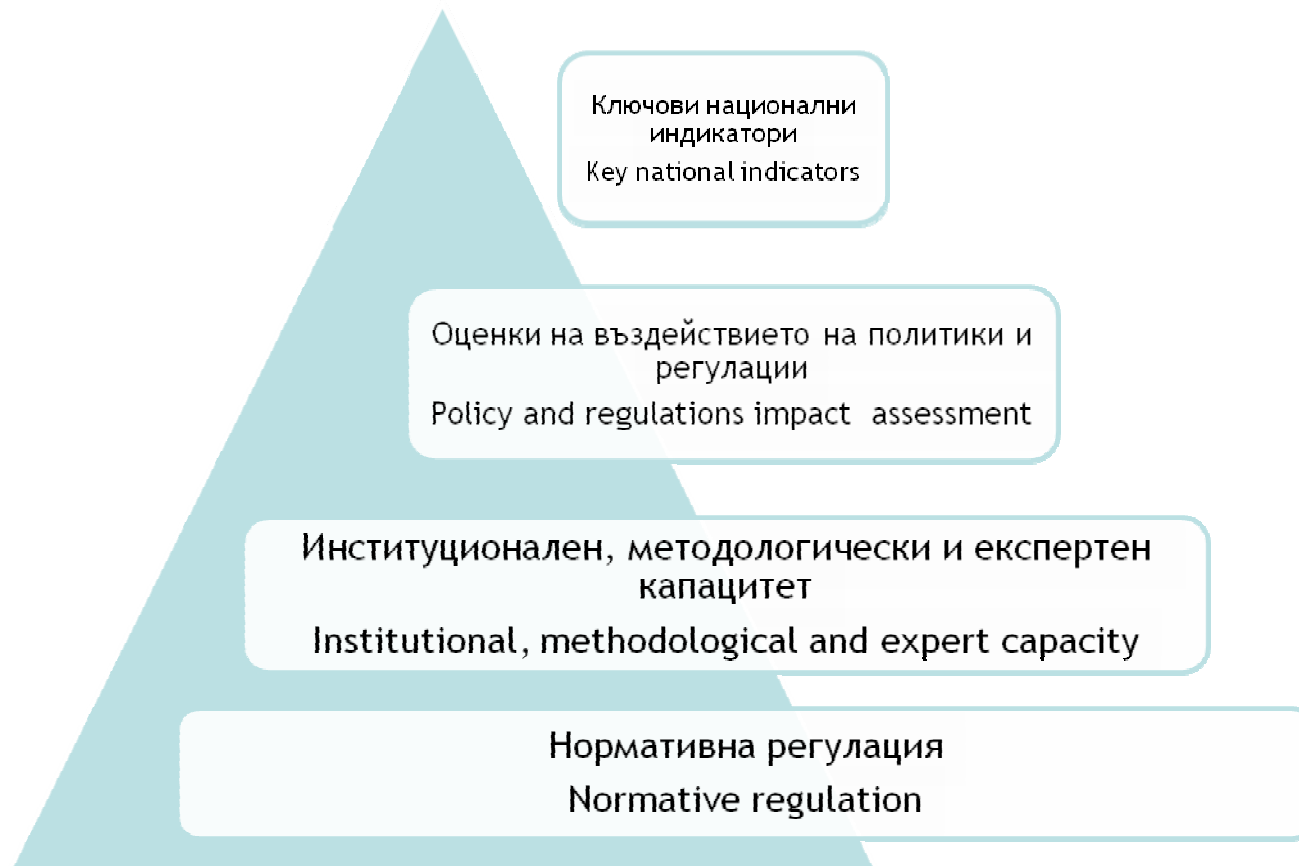 Ключови национални
индикатори
Key national indicators
Оценки на въздействието на политики и
регулации
Policy and regulations impact assessment
Институционален, методологически и експертен
капацитет
Institutional, methodological and expert capacity
Нормативна регулация
Normative regulation